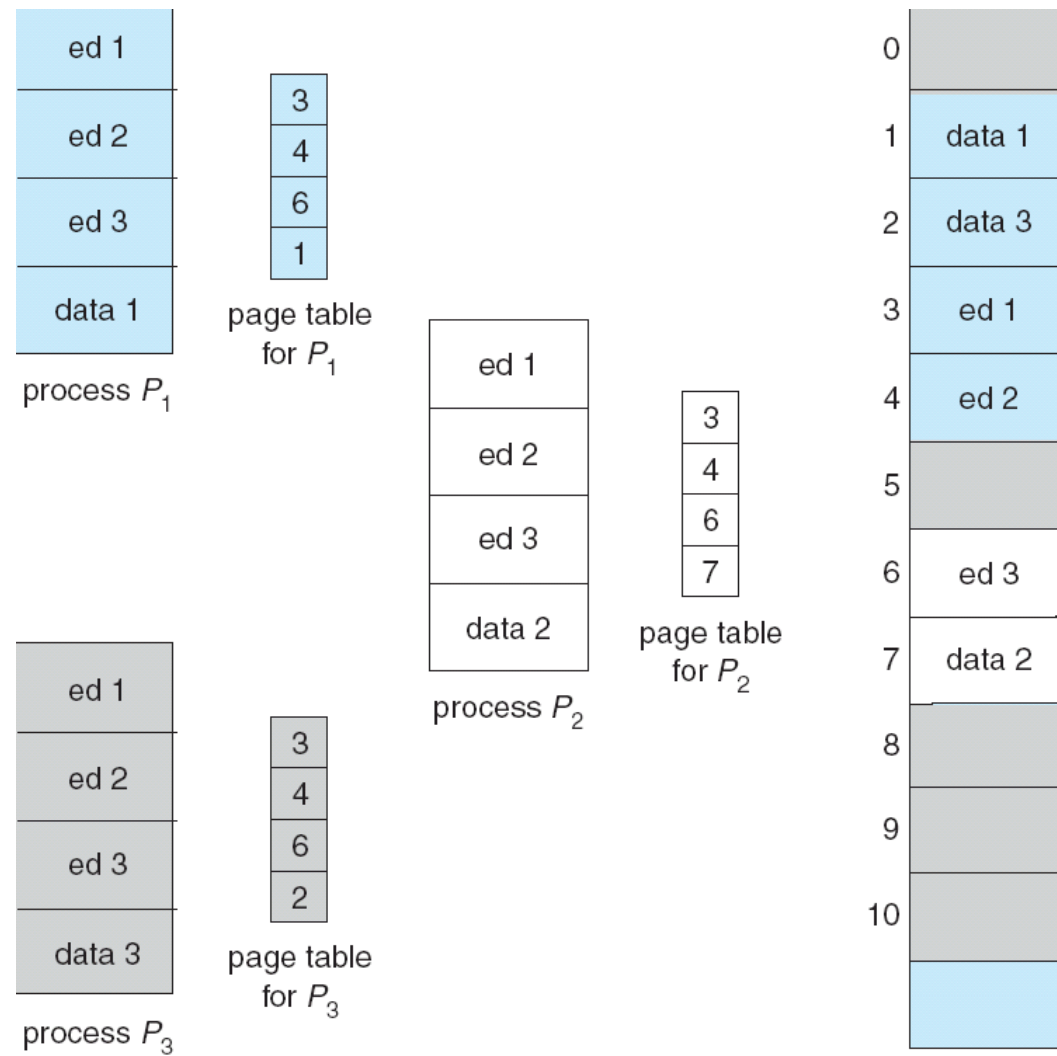 ed 1
ed 2
ed 3
data 1
process P1
3
4
6
1
page table
for P1
ed 1
ed 2
ed 3
data 2
process P2
3
4
6
7
page table
for P2
ed 1
ed 2
ed 3
data 3
process P3
3
4
6
2
page table
for P3
0
1 data 1
2 data 3
3 ed 1
4 ed 2
5
6 ed 3
7 data 2
8
9
10